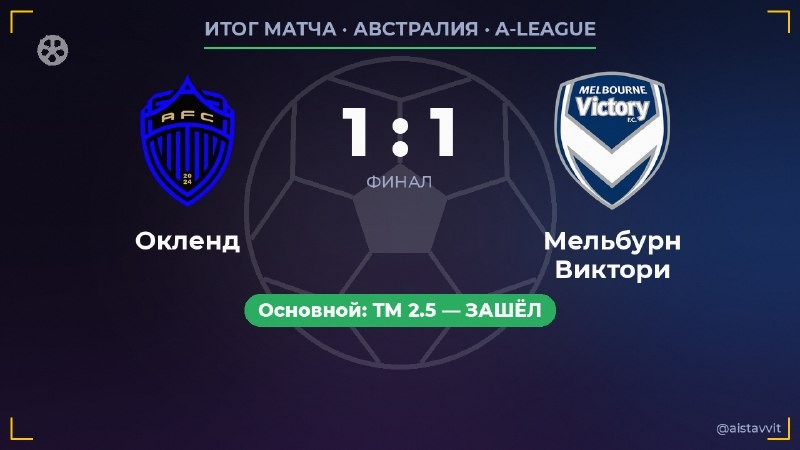 ИТОГ МАТЧА · АВСТРАЛИЯ · A-LEAGUE
AFC
20
24
1 : 1
ФИНАЛ
MELBOURNE
Victory
F.C.
Окленд
Мельбурн
Виктори
Основной: ТМ 2.5 — ЗАШЁЛ
@aistavvit